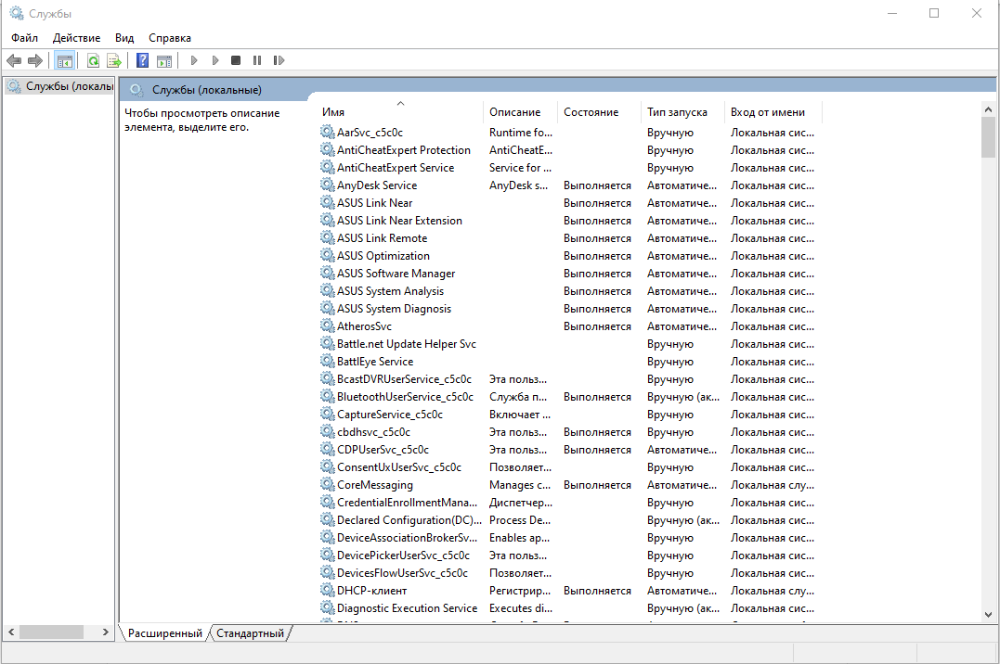 Службы
Файл Действие Вид Справка
Службы (локалы
Службы (локальные)
Чтобы просмотреть описание
элемента, выделите его.
Имя Описание Состояние Тип запуска Вход от имени
AarSvc_c5c0c Runtime fo... Вручную Локальная сис...
AntiCheatExpert Protection AntiCheatE... Вручную Локальная сис...
AntiCheatExpert Service Service for ... Вручную Локальная сис...
AnyDesk Service AnyDesk s... Выполняется Автоматиче... Локальная сис...
ASUS Link Near Выполняется Автоматиче... Локальная сис...
ASUS Link Near Extension Выполняется Автоматиче... Локальная сис...
ASUS Link Remote Выполняется Автоматиче... Локальная сис...
ASUS Optimization Выполняется Автоматиче... Локальная сис...
ASUS Software Manager Выполняется Автоматиче... Локальная сис...
ASUS System Analysis Выполняется Автоматиче... Локальная сис...
ASUS System Diagnosis Выполняется Автоматиче... Локальная сис...
AtherosSvc Выполняется Автоматиче... Локальная сис...
Battle.net Update Helper Svc Вручную Локальная сис...
BattlEye Service Вручную Локальная сис...
BcastDVRUserService_c5c0c Эта польз... Вручную Локальная сис...
BluetoothUserService_c5c0c Служба п... Выполняется Вручную (ак... Локальная сис...
CaptureService_c5c0c Включает ... Вручную Локальная сис...
cbdhsvc_c5c0c Эта польз... Выполняется Вручную Локальная сис...
CDPUserSvc_c5c0c Эта польз... Выполняется Автоматиче... Локальная сис...
ConsentUxUserSvc_c5c0c Позволяет... Вручную Локальная сис...
CoreMessaging Manages c... Выполняется Автоматиче... Локальная слу...
CredentialEnrollmentMana... Диспетчер... Вручную Локальная сис...
Declared Configuration(DC)... Process De... Вручную (ак... Локальная сис...
DeviceAssociationBrokerSv... Enables ap... Вручную Локальная сис...
DevicePickerUserSvc_c5c0c Эта польз... Вручную Локальная сис...
DevicesFlowUserSvc_c5c0c Позволяет... Вручную Локальная сис...
DHCP-клиент Регистрир... Выполняется Автоматиче... Локальная слу...
Diagnostic Execution Service Executes di... Вручную (ак... Локальная сис...
Расширенный Стандартный